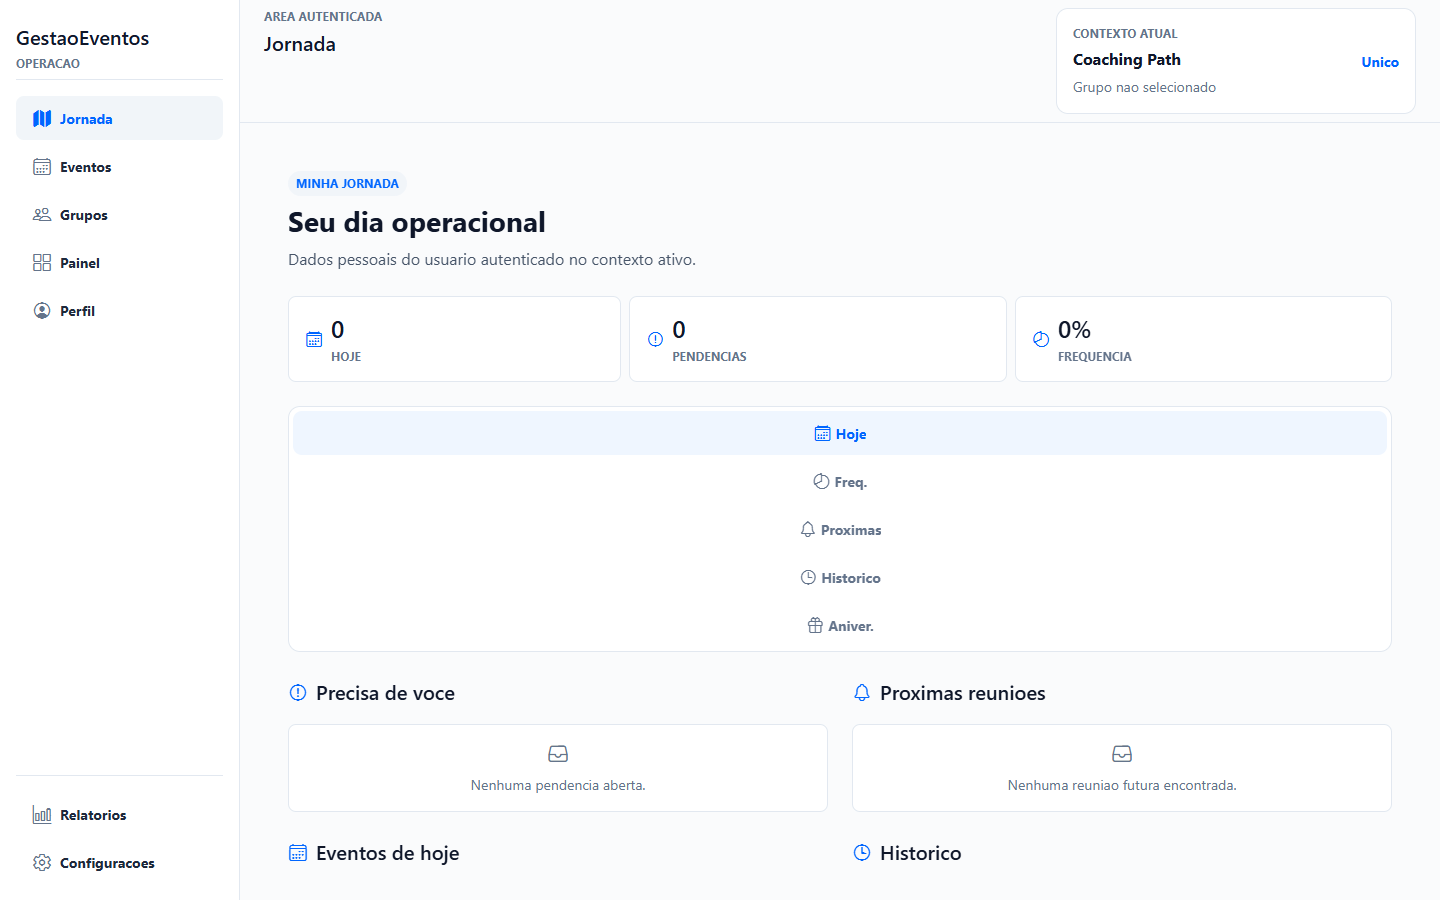 GestaoEventos
OPERACAO
Jornada
Eventos
Grupos
Painel
Perfil
Relatorios
Configuracoes
AREA AUTENTICADA
Jornada
CONTEXTO ATUAL
Coaching Path
Unico
Grupo nao selecionado
MINHA JORNADA
Seu dia operacional
Dados pessoais do usuario autenticado no contexto ativo.
0
HOJE
0
PENDENCIAS
0%
FREQUENCIA
Hoje
Freq.
Proximas
Historico
Aniver.
Precisa de voce
Nenhuma pendencia aberta.
Proximas reunioes
Nenhuma reuniao futura encontrada.
Eventos de hoje
Historico